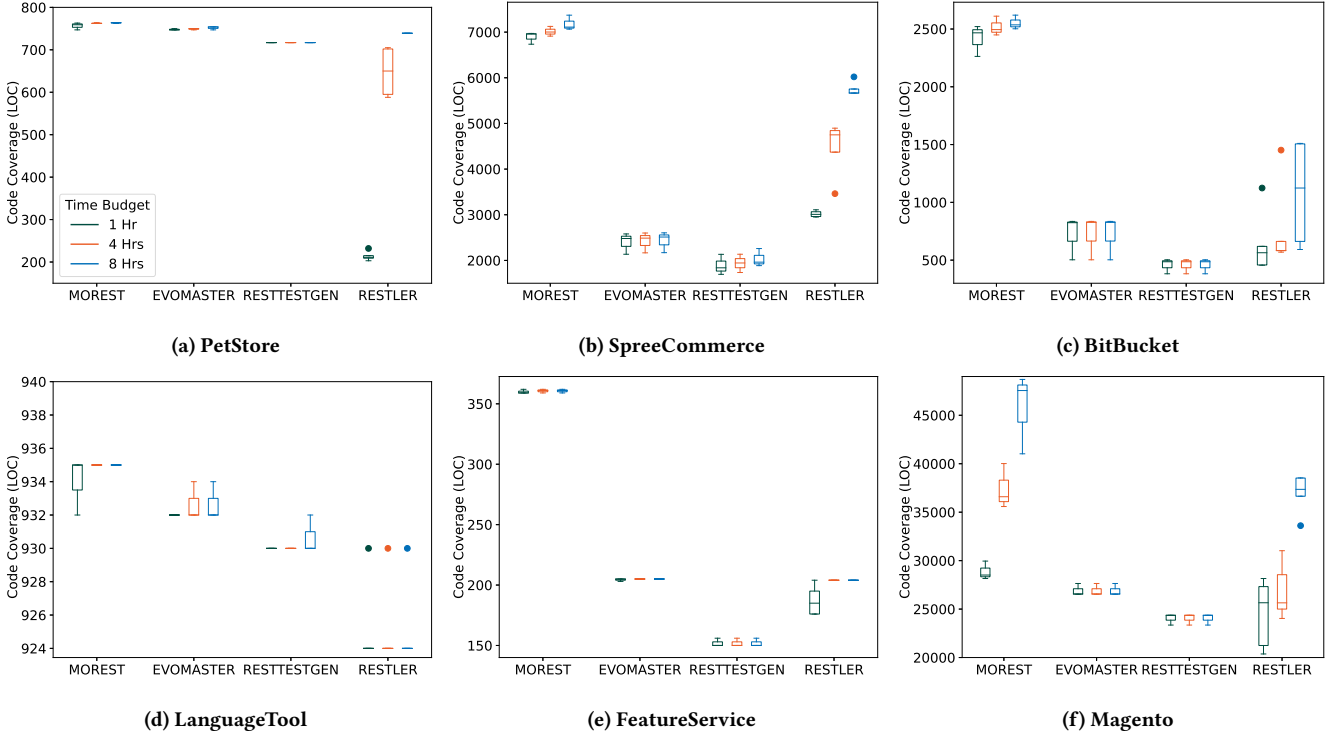 800
700
600
500
400
300
200
Code Coverage (LOC)
Time Budget
1 Hr
4 Hrs
8 Hrs
MOREST EVOMASTER RESTTESTGEN RESTLER
(a) PetStore
7000
6000
5000
4000
3000
2000
Code Coverage (LOC)
MOREST EVOMASTER RESTTESTGEN RESTLER
(b) SpreeCommerce
2500
2000
1500
1000
500
Code Coverage (LOC)
MOREST EVOMASTER RESTTESTGEN RESTLER
(c) BitBucket
940
938
936
934
932
930
928
926
924
Code Coverage (LOC)
MOREST EVOMASTER RESTTESTGEN RESTLER
(d) LanguageTool
350
300
250
200
150
Code Coverage (LOC)
MOREST EVOMASTER RESTTESTGEN RESTLER
(e) FeatureService
45000
40000
35000
30000
25000
20000
Code Coverage (LOC)
MOREST EVOMASTER RESTTESTGEN RESTLER
(f) Magento